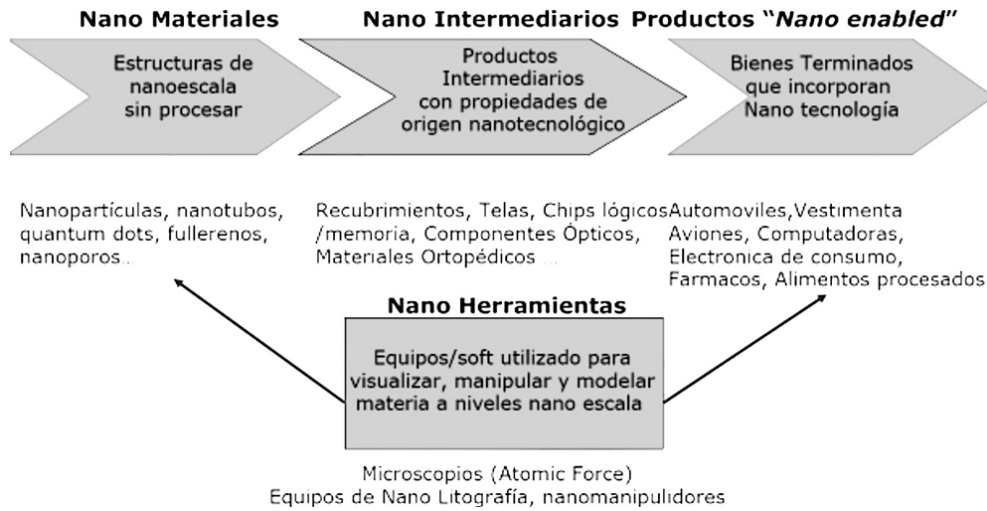 Nano Materiales
Nano Intermediarios
Productos “Nano enabled”
Estructuras de
nanoescala
sin procesar
Productos
Intermediarios
con propiedades de
origen nanotecnológico
Bienes Terminados
que incorporan
Nano tecnología
Nanopartículas, nanotubos,
quantum dots, fullerenos,
nanoporos...
Recubrimientos, Telas, Chips lógicos
/memoria, Componentes Ópticos,
Materiales Ortopédicos ...
Automoviles,Vestimenta
Aviones, Computadoras,
Electronica de consumo,
Farmacos, Alimentos procesados
Nano Herramientas
Equipos/soft utilizado para
visualizar, manipular y modelar
materia a niveles nano escala
Microscopios (Atomic Force)
Equipos de Nano Litografía, nanomanipulidores